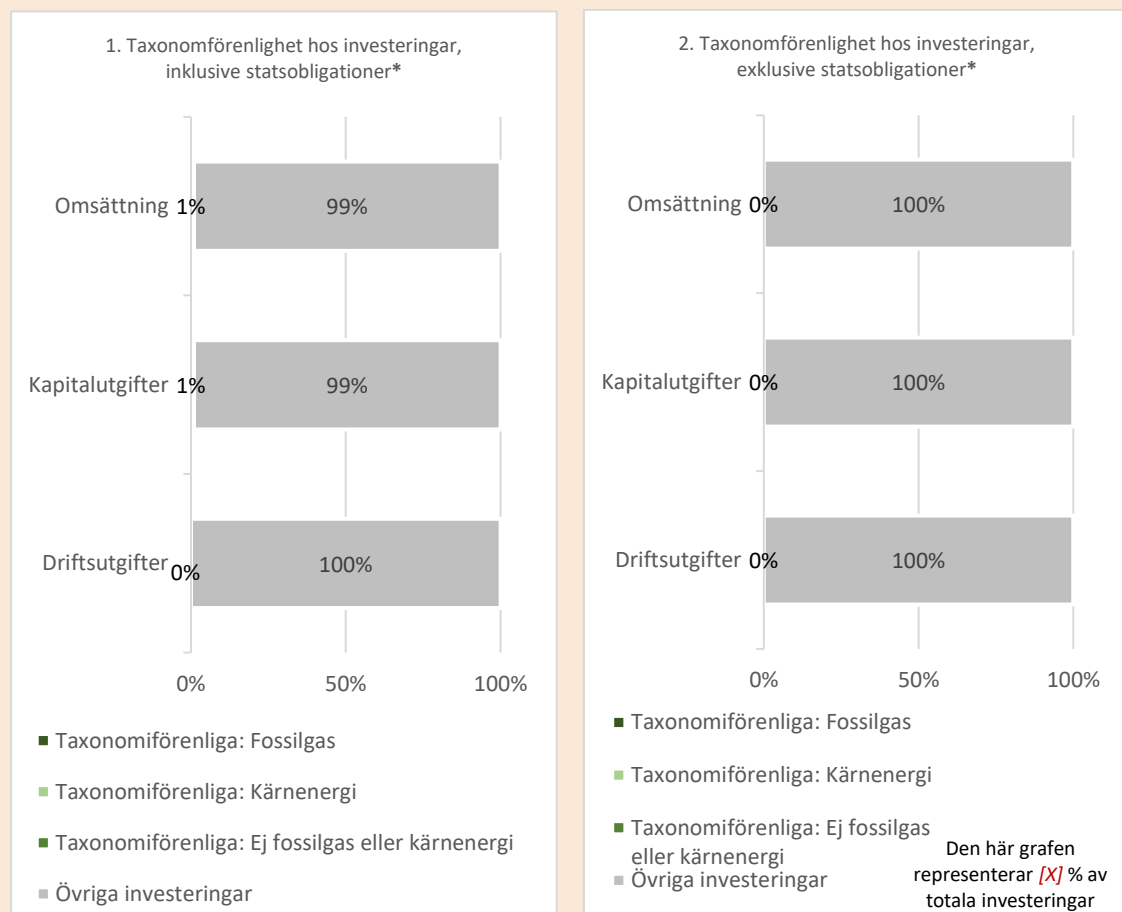 1. Taxonomförenlighet hos investeringar,
inklusive statsobligationer*
Omsättning 1% 99%
Kapitalutgifter 1% 99%
Driftsutgifter 0% 100%
0% 50% 100%
Taxonomiförenliga: Fossilgas
Taxonomiförenliga: Kärnenergi
Taxonomiförenliga: Ej fossilgas eller kärnenergi
Övriga investeringar
2. Taxonomförenlighet hos investeringar,
exklusive statsobligationer*
Omsättning 0% 100%
Kapitalutgifter 0% 100%
Driftsutgifter 0% 100%
0% 50% 100%
Taxonomiförenliga: Fossilgas
Taxonomiförenliga: Kärnenergi
Taxonomiförenliga: Ej fossilgas
eller kärnenergi
Övriga investeringar
Den här grafen
representerar [X] % av
totala investeringar